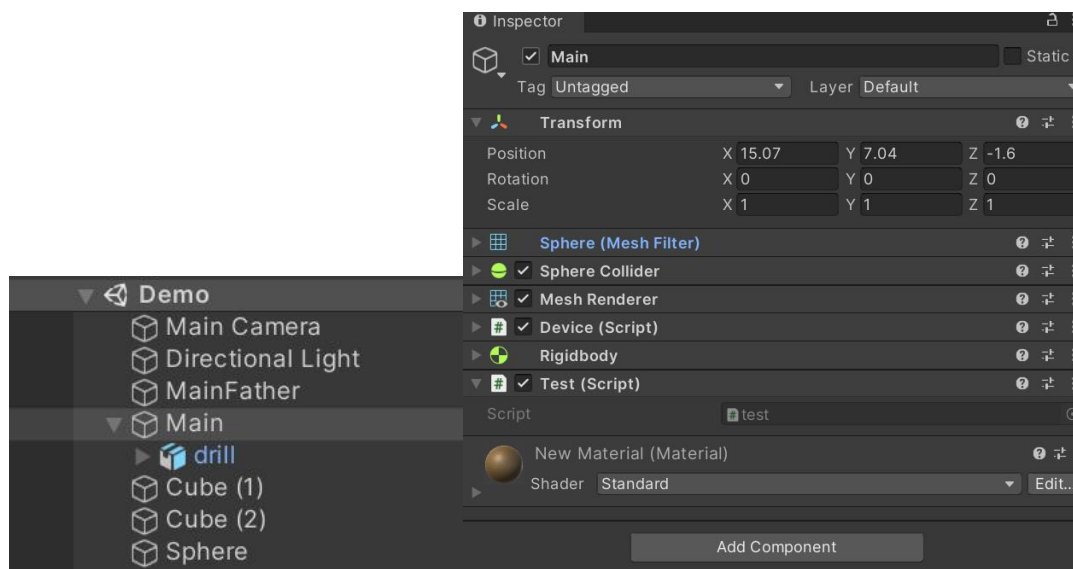 Demo
Main Camera
Directional Light
MainFather
Main
drill
Cube (1)
Cube (2)
Sphere
Inspector
Main
Static
Tag Untagged Layer Default
Transform
Position X 15.07 Y 7.04 Z -1.6
Rotation X 0 Y 0 Z 0
Scale X 1 Y 1 Z 1
Sphere (Mesh Filter)
Sphere Collider
Mesh Renderer
# Device (Script)
Rigidbody
# Test (Script)
Script # test
New Material (Material)
Shader Standard Edit...
Add Component